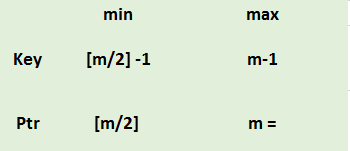 min max
Key [m/2] -1 m-1
Ptr [m/2] m =